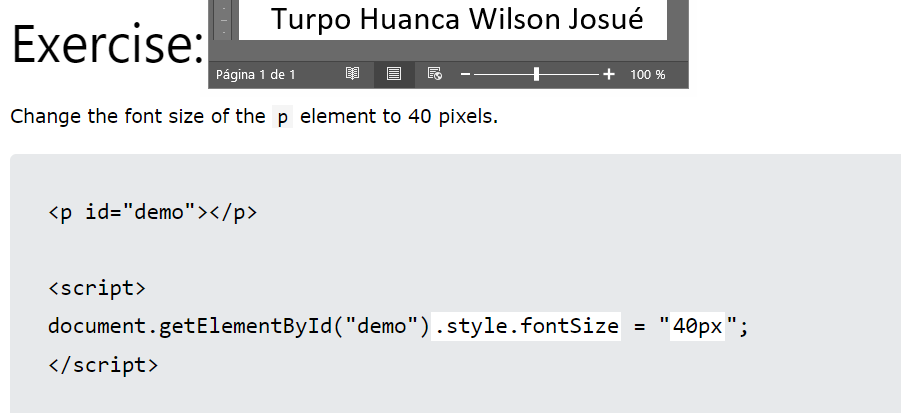 Turpo Huanca Wilson Josué
Exercise:
Página 1 de 1 100 %
Change the font size of the p element to 40 pixels.
<p id="demo"></p>
<script>
document.getElementById("demo").style.fontSize = "40px";
</script>